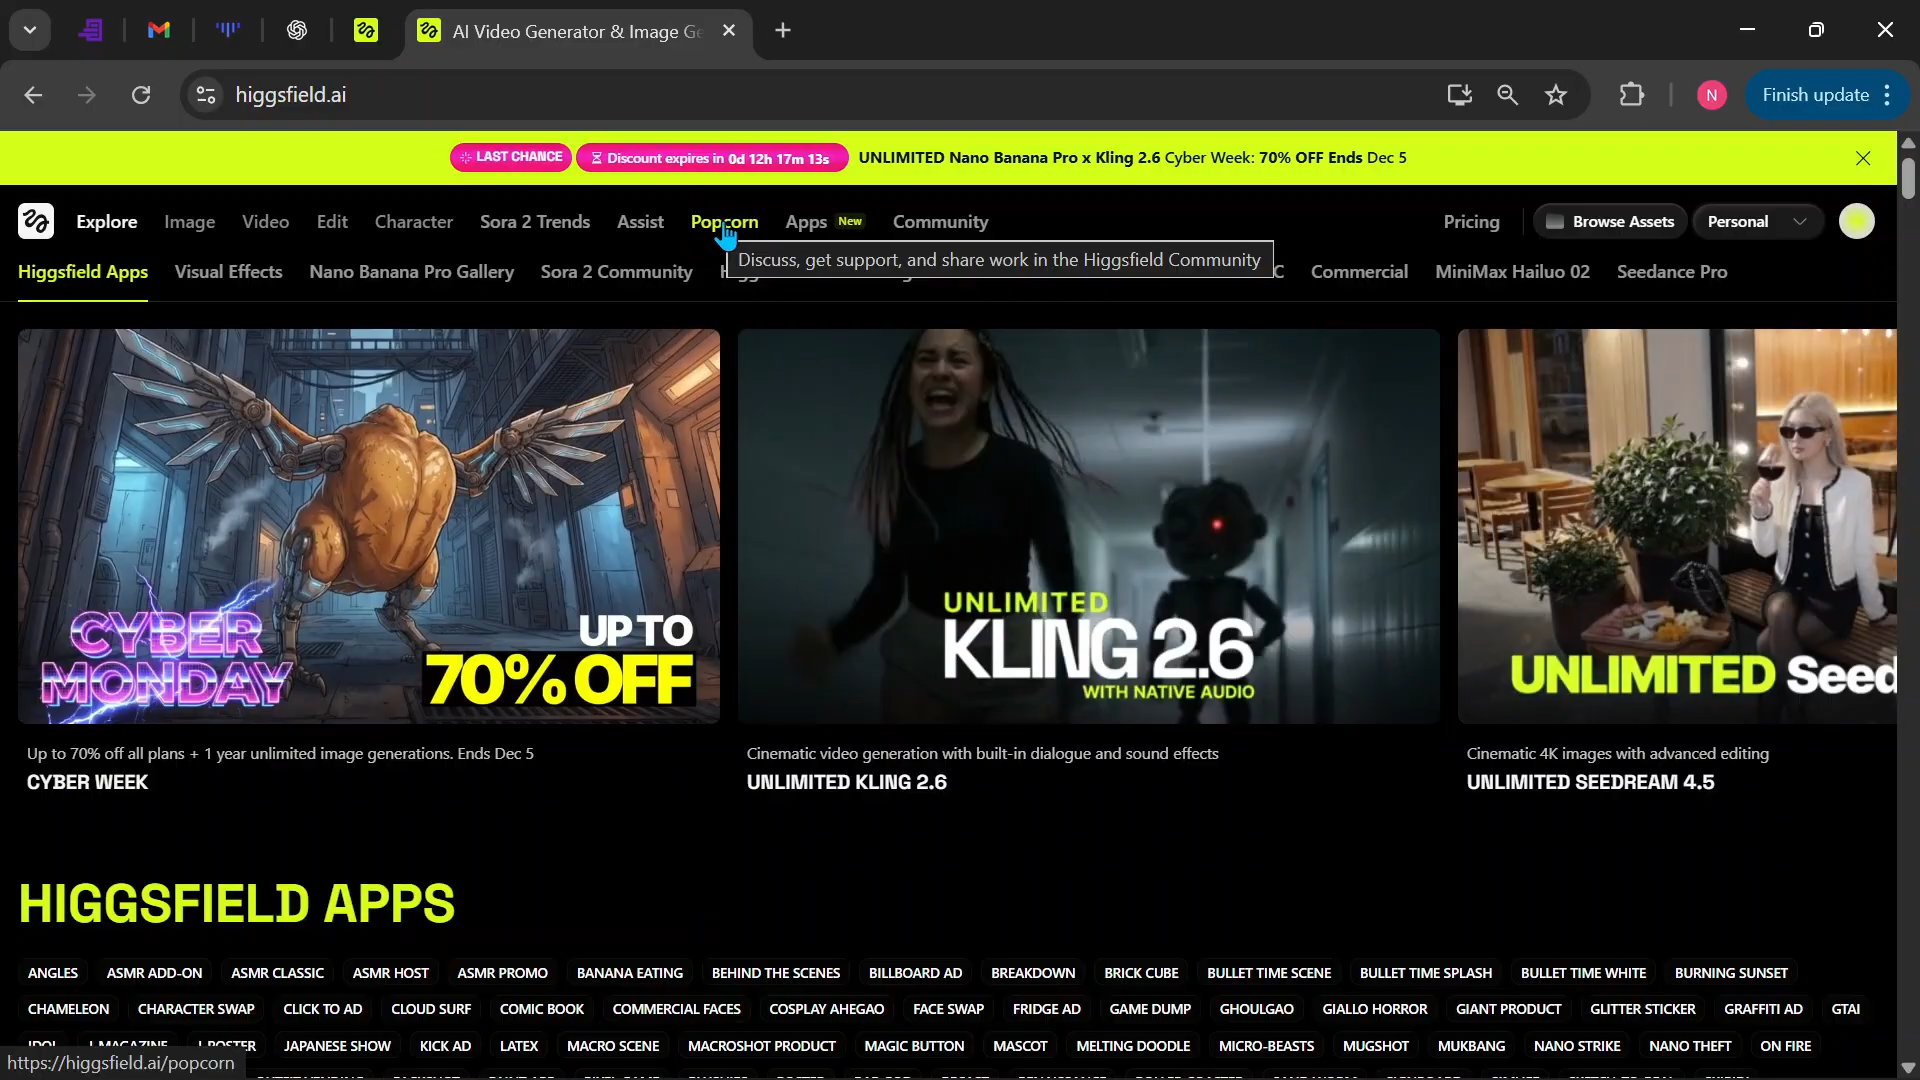 AI Video Generator & Image Ge
higgsfield.ai
N
Finish update
LAST CHANCE
Discount expires in 0d 12h 17m 13s
UNLIMITED Nano Banana Pro x Kling 2.6 Cyber Week: 70% OFF Ends Dec 5
Explore
Image
Video
Edit
Character
Sora 2 Trends
Assist
Popcorn
Apps New
Community
Pricing
Browse Assets
Personal
Discuss, get support, and share work in the Higgsfield Community
Higgsfield Apps
Visual Effects
Nano Banana Pro Gallery
Sora 2 Community
Commercial
MiniMax Hailuo 02
Seedance Pro
CYBER
MONDAY
UP TO
70% OFF
UNLIMITED
KLING 2.6
WITH NATIVE AUDIO
UNLIMITED Seed
Up to 70% off all plans + 1 year unlimited image generations. Ends Dec 5
CYBER WEEK
Cinematic video generation with built-in dialogue and sound effects
UNLIMITED KLING 2.6
Cinematic 4K images with advanced editing
UNLIMITED SEEDREAM 4.5
HIGGSFIELD APPS
ANGLES ASMR ADD-ON ASMR CLASSIC ASMR HOST ASMR PROMO BANANA EATING BEHIND THE SCENES BILLBOARD AD BREAKDOWN BRICK CUBE BULLET TIME SCENE BULLET TIME SPLASH BULLET TIME WHITE BURNING SUNSET
CHAMELEON CHARACTER SWAP CLICK TO AD CLOUD SURF COMIC BOOK COMMERCIAL FACES COSPLAY AHEGAO FACE SWAP FRIDGE AD GAME DUMP GHOULGAO GIALLO HORROR GIANT PRODUCT GLITTER STICKER GRAFFITI AD GTAI
JAPANESE SHOW KICK AD LATEX MACRO SCENE MACROSHOT PRODUCT MAGIC BUTTON MASCOT MELTING DOODLE MICRO-BEASTS MUGSHOT MUKBANG NANO STRIKE NANO THEFT ON FIRE
https://higgsfield.ai/popcorn